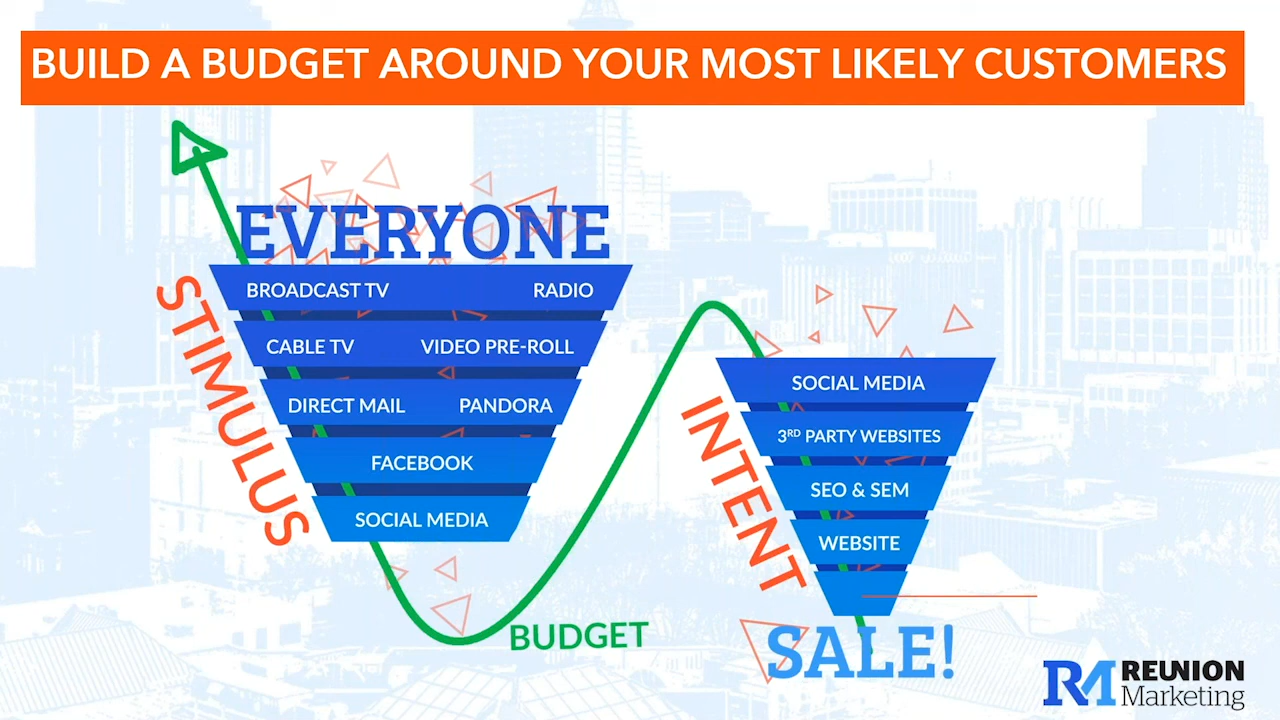 BUILD A BUDGET AROUND YOUR MOST LIKELY CUSTOMERS
EVERYONE
STIMULUS
BROADCAST TV RADIO
CABLE TV VIDEO PRE-ROLL
DIRECT MAIL PANDORA
FACEBOOK
SOCIAL MEDIA
BUDGET
INTENT
SOCIAL MEDIA
3RD PARTY WEBSITES
SEO & SEM
WEBSITE
SALE!
RM REUNION
Marketing